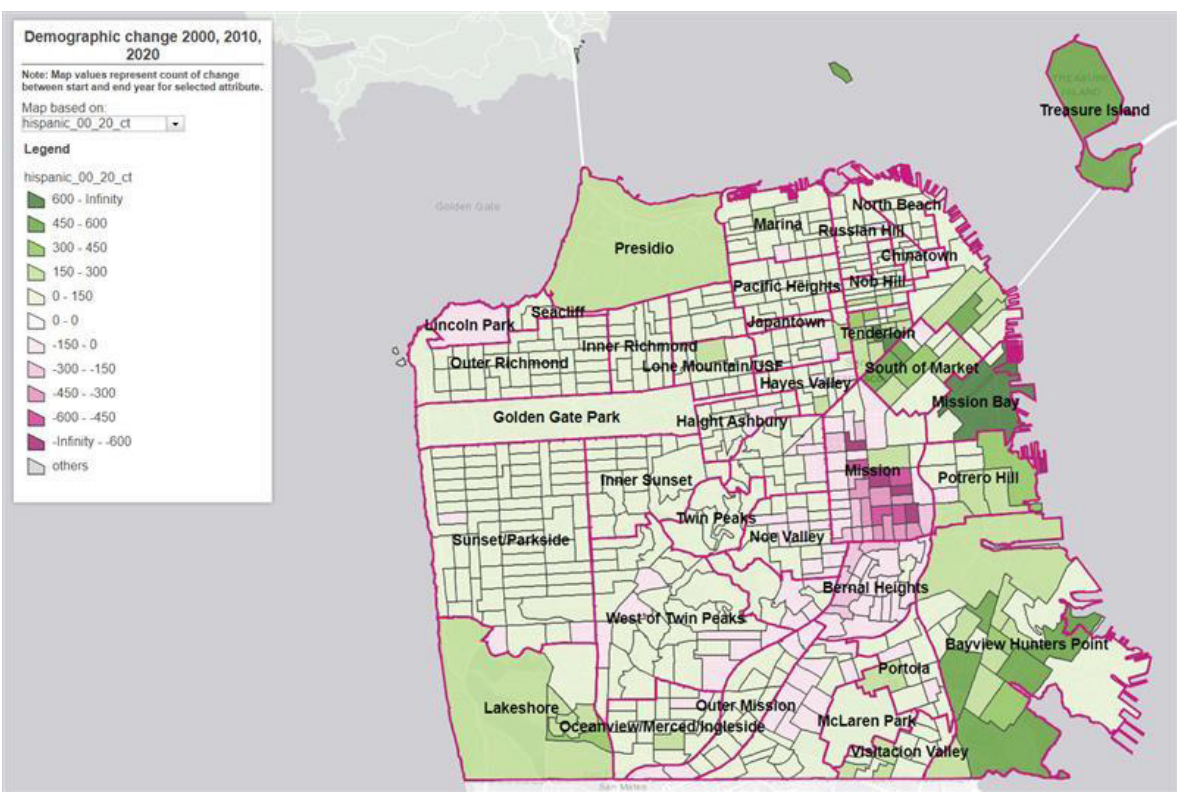 Demographic change 2000, 2010,
2020
Note: Map values represent count of change
between start and end year for selected attribute.
Map based on:
hispanic_00_20_ct
Legend
hispanic_00_20_ct
600 - Infinity
450 - 600
300 - 450
150 - 300
0 - 150
0 - 0
-150 - 0
-300 - -150
-450 - -300
-600 - -450
-Infinity - -600
others
TREASURE
ISLAND
Treasure Island
Golden Gate
North Beach
Marina
Russian Hill
Presidio
Chinatown
Nob Hill
Pacific Heights
Seacliff
Lincoln Park
Japantown
Tenderloin
Inner Richmond
Outer Richmond
Lone Mountain/USF
South of Market
Hayes Valley
Mission Bay
Golden Gate Park
Haight Ashbury
Mission
Potrero Hill
Inner Sunset
Twin Peaks
Noe Valley
Sunset/Parkside
Bernal Heights
West of Twin Peaks
Bayview Hunters Point
Portola
Lakeshore
Outer Mission
Oceanview/Merced/Ingleside
McLaren Park
Visitacion Valley
San Mateo